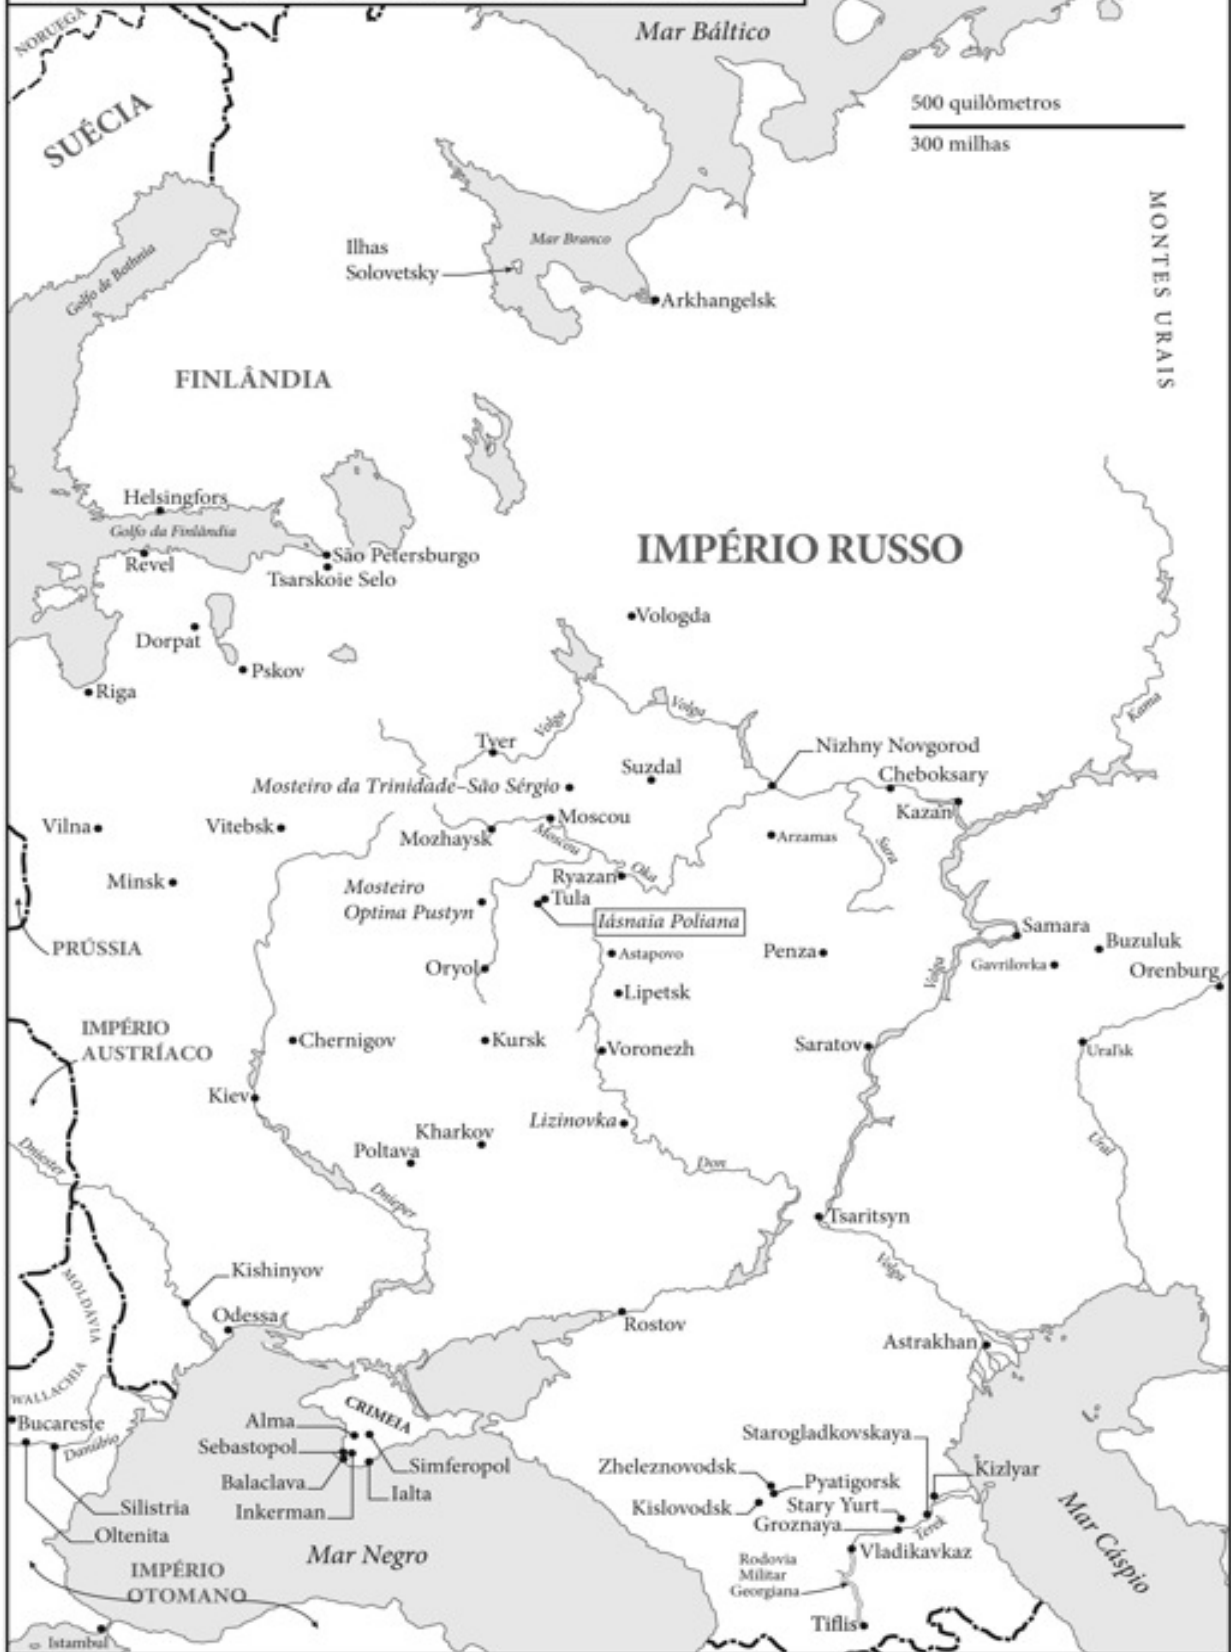 NORUEGA
Mar Báltico
SUÉCIA
500 quilômetros
300 milhas
MONTES URAIS
Golfo de Bothnia
Ilhas
Solovetsky
Mar Branco
Arkhangelsk
FINLÂNDIA
Helsingfors
Golfo da Finlândia
Revel
São Petersburgo
Tsarskoie Selo
IMPÉRIO RUSSO
Vologda
Dorpat
Pskov
Riga
Volga
Volga
Kama
Tver
Nizhny Novgorod
Suzdal
Cheboksary
Mosteiro da Trinidade–São Sérgio
Kazan
Vilna
Vitebsk
Mozhaysk
Moscou
Moscou
Arzamas
Sura
Minsk
Mosteiro
Optina Pustyn
Ryazan
Oka
Tula
Iásnaia Poliana
PRÚSSIA
Oryol
Astapovo
Penza
Volga
Samara
Gavrilovka
Buzuluk
Orenburg
Lipetsk
IMPÉRIO
AUSTRÍACO
Chernigov
Kursk
Voronezh
Saratov
Ural'sk
Kiev
Lizinovka
Kharkov
Poltava
Dniester
Dnieper
Don
Ural
Tsaritsyn
Volga
Kishinyov
MOLDÁVIA
Odessa
Rostov
Astrakhan
WALLACHIA
Bucareste
Danúbio
CRIMEIA
Alma
Sebastopol
Balaclava
Inkerman
Simferopol
Ialta
Starogladkovskaya
Zheleznovodsk
Pyatigorsk
Kizlyar
Kislovodsk
Stary Yurt
Groznaya
Terek
Silistria
Oltenita
Mar Negro
Mar Cáspio
Vladikavkaz
Rodovia
Militar
Georgiana
IMPÉRIO
OTOMANO
Tiflis
Istambul